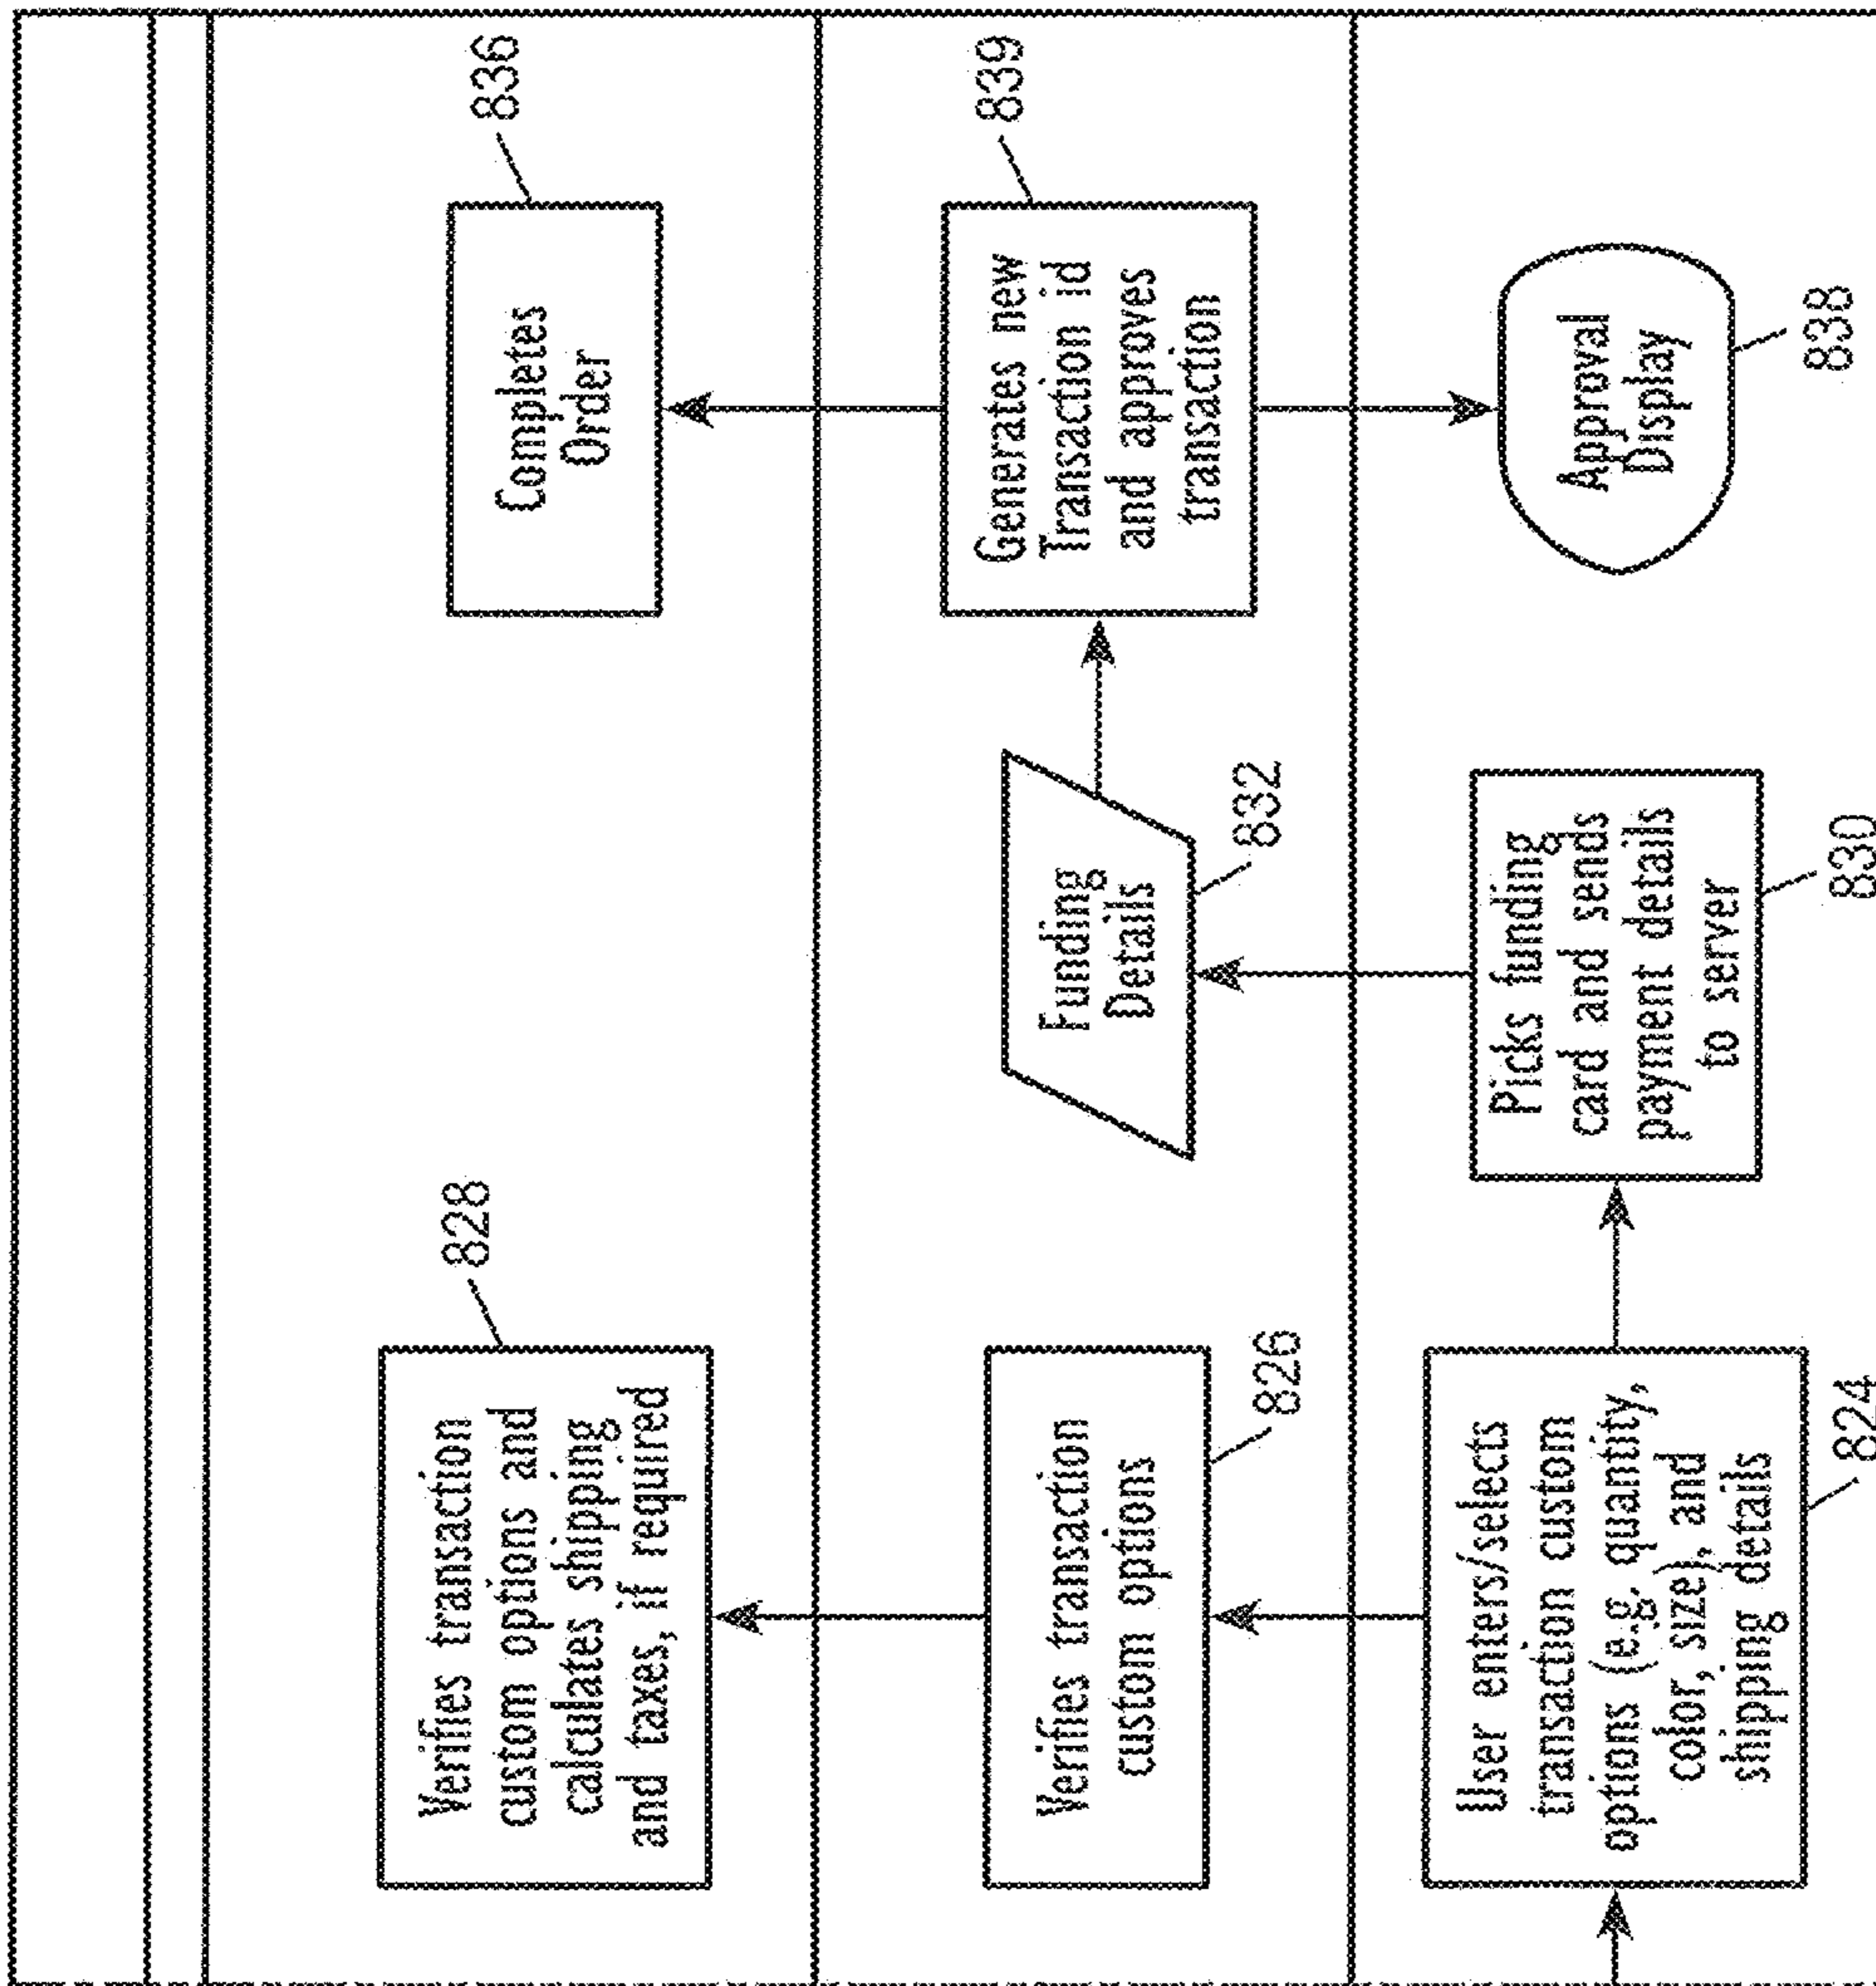 Verifies transaction
custom options and
calculates shipping
and taxes, if required
828
Completes
Order
836
Verifies transaction
custom options
826
Funding
Details
832
Generates new
Transaction id
and approves
transaction
839
User enters/selects
transaction custom
options (e.g. quantity,
color, size), and
shipping details
824
Picks funding
card and sends
payment details
to server
830
Approval
Display
838